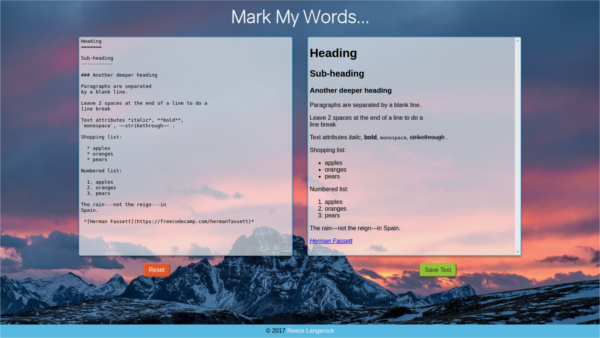 Mark My Words...
Heading
=======
Sub-heading
-----------
### Another deeper heading
Paragraphs are separated
by a blank line.
Leave 2 spaces at the end of a line to do a
line break
Text attributes *italic*, **bold**,
`monospace`, ~~strikethrough~~ .
Shopping list:
* apples
* oranges
* pears
Numbered list:
1. apples
2. oranges
3. pears
The rain---not the reign---in
Spain.
*[Herman Fassett](https://freecodecamp.com/hermanfassett)*
Heading
Sub-heading
Another deeper heading
Paragraphs are separated by a blank line.
Leave 2 spaces at the end of a line to do a
line break
Text attributes italic, bold, monospace, strikethrough .
Shopping list:
apples
oranges
pears
Numbered list:
1. apples
2. oranges
3. pears
The rain---not the reign---in Spain.
Herman Fassett
Reset
Save Text
© 2017 Reece Langerock